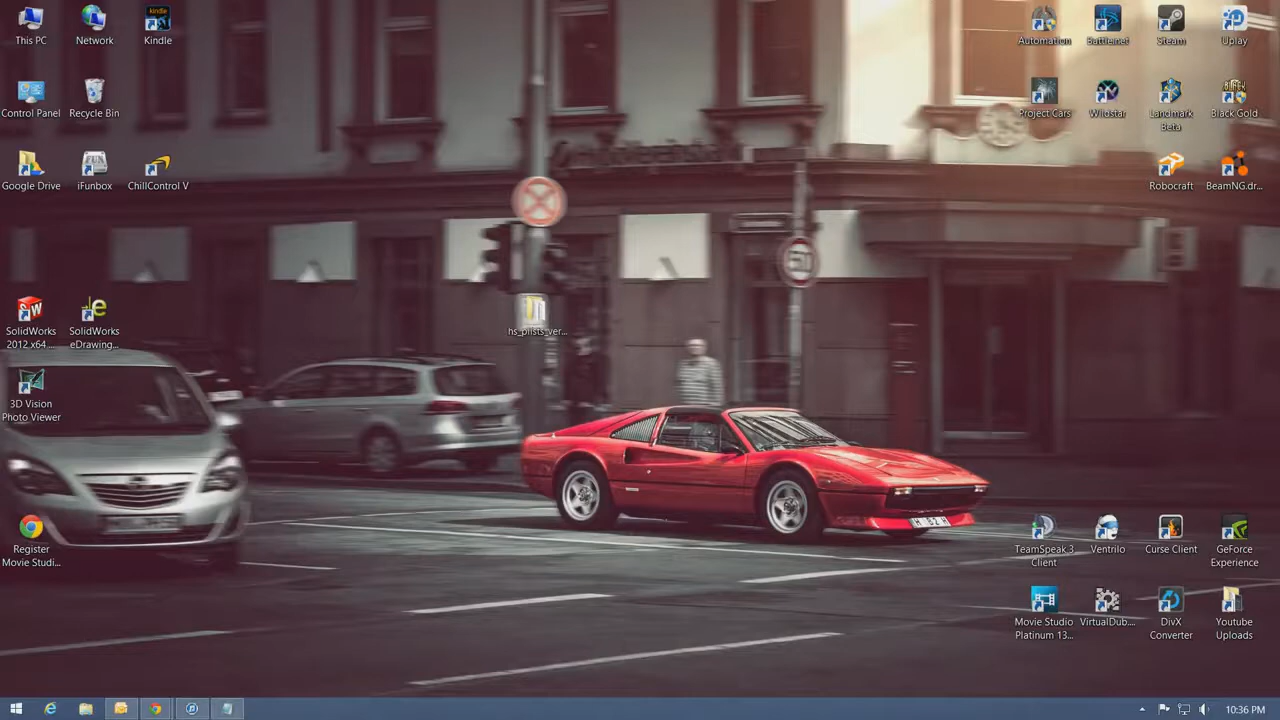 This PC
Network
Kindle
Automation
Battle.net
Steam
Uplay
Control Panel
Recycle Bin
Project Cars
Wildstar
Landmark
Beta
Black Gold
Google Drive
iFunbox
ChillControl V
Robocraft
BeamNG.dr...
50
SolidWorks
2012 x64 ...
SolidWorks
eDrawing...
hs_plists_ver...
3D Vision
Photo Viewer
Register
Movie Studi...
TeamSpeak 3
Client
Ventrilo
Curse Client
GeForce
Experience
Movie Studio
Platinum 13...
VirtualDub....
DivX
Converter
Youtube
Uploads
10:36 PM